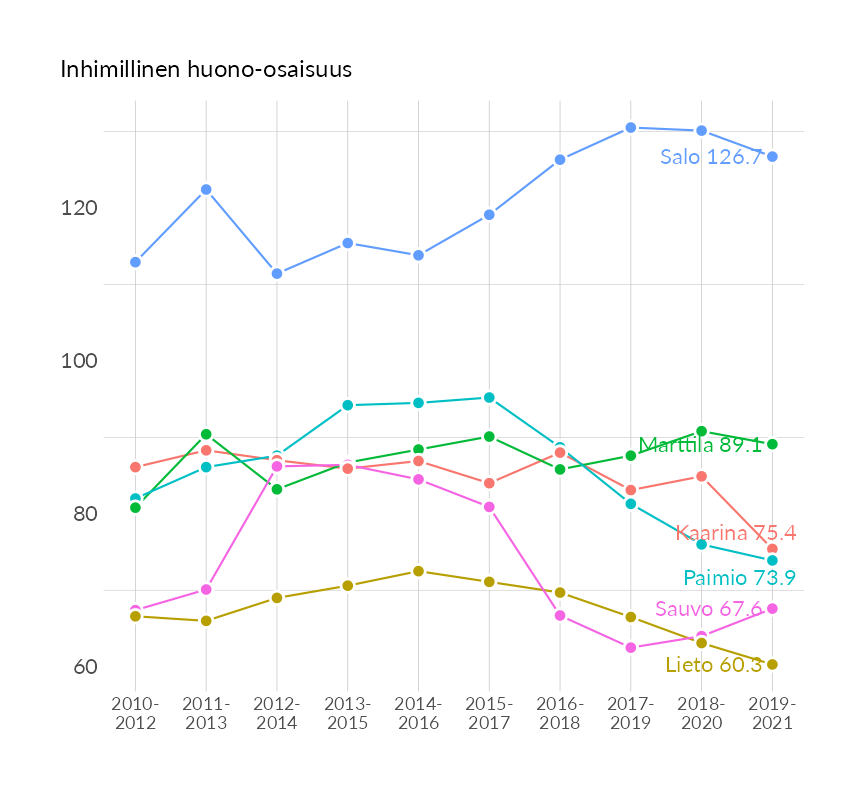 Inhimillinen huono-osaisuus
Salo 126.7
120
100
Marttila 89.1
80
Kaarina 75.4
Paimio 73.9
Sauvo 67.6
Lieto 60.3
60
2010- 2011- 2012- 2013- 2014- 2015- 2016- 2017- 2018- 2019-
2012 2013 2014 2015 2016 2017 2018 2019 2020 2021